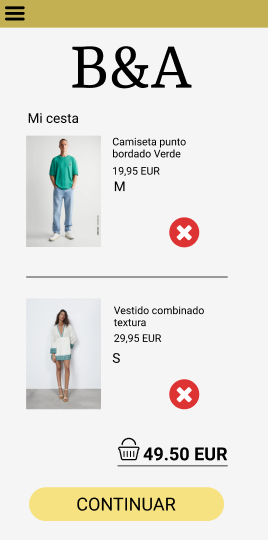 B&A
Mi cesta
Camiseta punto
bordado Verde
19,95 EUR
M
Vestido combinado
textura
29,95 EUR
S
49.50 EUR
CONTINUAR